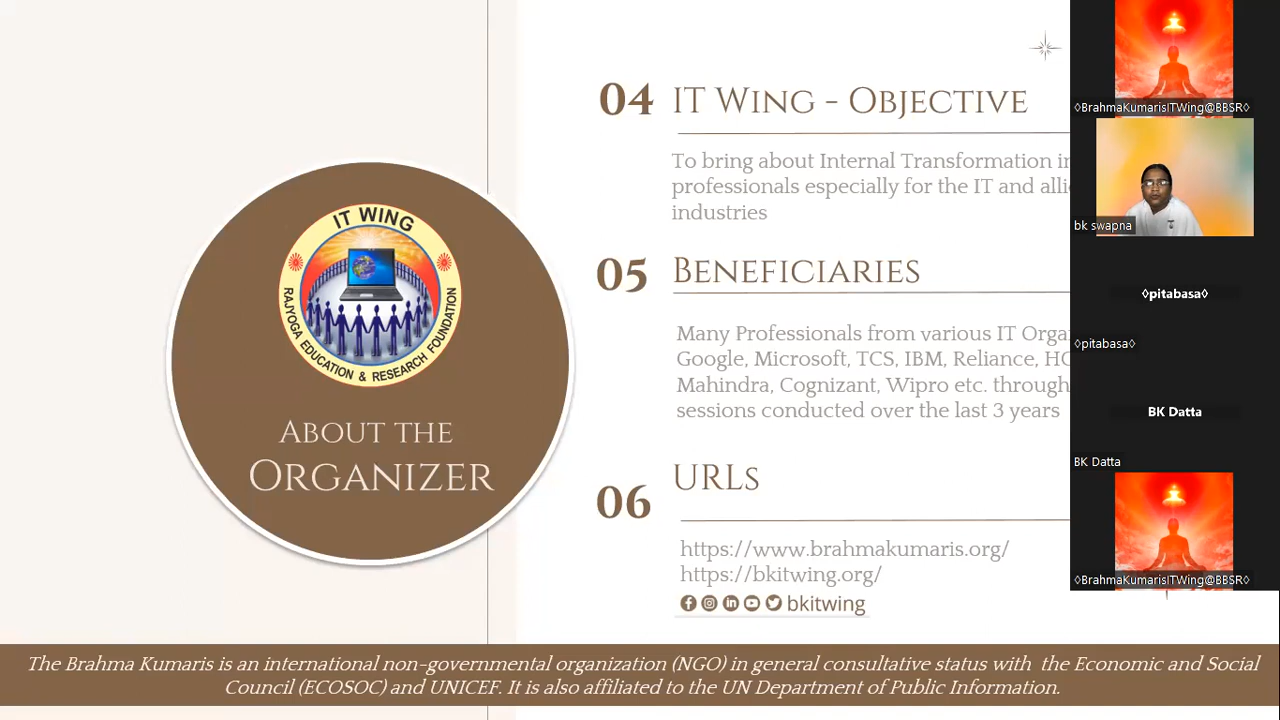 IT WING
RAJYOGA EDUCATION & RESEARCH FOUNDATION
ABOUT THE
ORGANIZER
04 IT WING - OBJECTIVE
To bring about Internal Transformation in
professionals especially for the IT and
industries
05 BENEFICIARIES
Many Professionals from various IT
Google, Microsoft, TCS, IBM, Reliance,
Mahindra, Cognizant, Wipro etc. through
sessions conducted over the last 3 years
06 URLS
https://www.brahmakumaris.org/
https://bkitwing.org/
bkitwing
The Brahma Kumaris is an international non-governmental organization (NGO) in general consultative status with the Economic and Social
Council (ECOSOC) and UNICEF. It is also affiliated to the UN Department of Public Information.
◊BrahmaKumarisITWing@BBSR◊
bk swapna
◊pitabasa◊
◊pitabasa◊
BK Datta
BK Datta
◊BrahmaKumarisITWing@BBSR◊